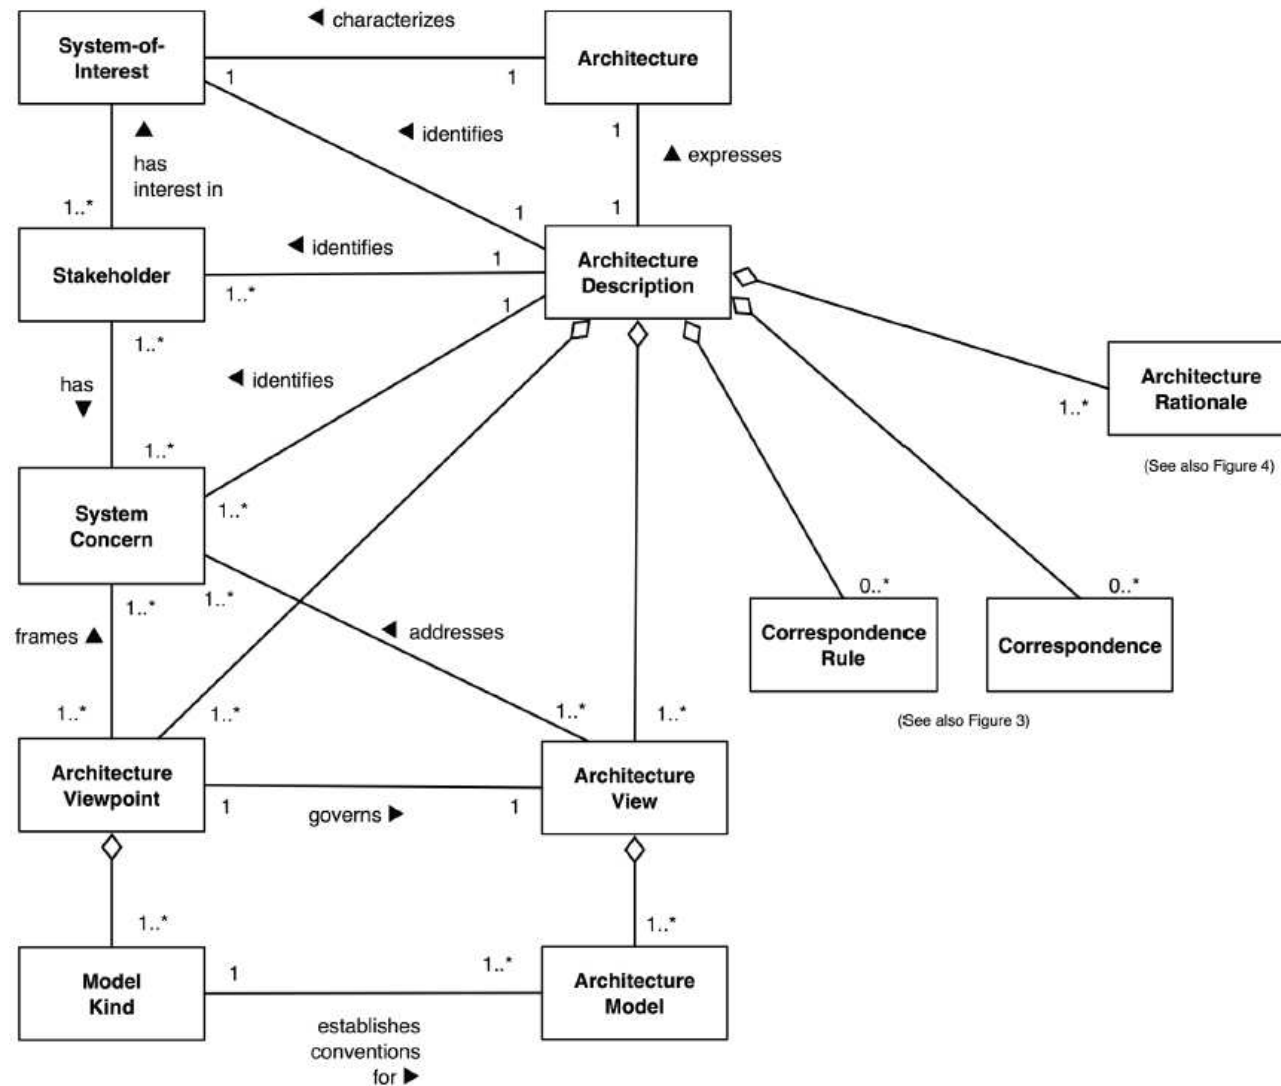 ◄ characterizes
System-of-
Interest
Architecture
1
1
◄ identifies
1
▲ expresses
▲
has
interest in
1..*
1
1
◄ identifies
1
Architecture
Description
Stakeholder
1..*
1
1..*
◄ identifies
has
▼
Architecture
Rationale
1..*
(See also Figure 4)
1..*
1..*
System
Concern
1..*
1..*
0..*
0..*
frames ▲
◄ addresses
Correspondence
Rule
Correspondence
1..*
1..*
1..*
1..*
(See also Figure 3)
Architecture
Viewpoint
Architecture
View
1
governs ►
1
1..*
1..*
Model
Kind
1
1..*
Architecture
Model
establishes
conventions
for ►